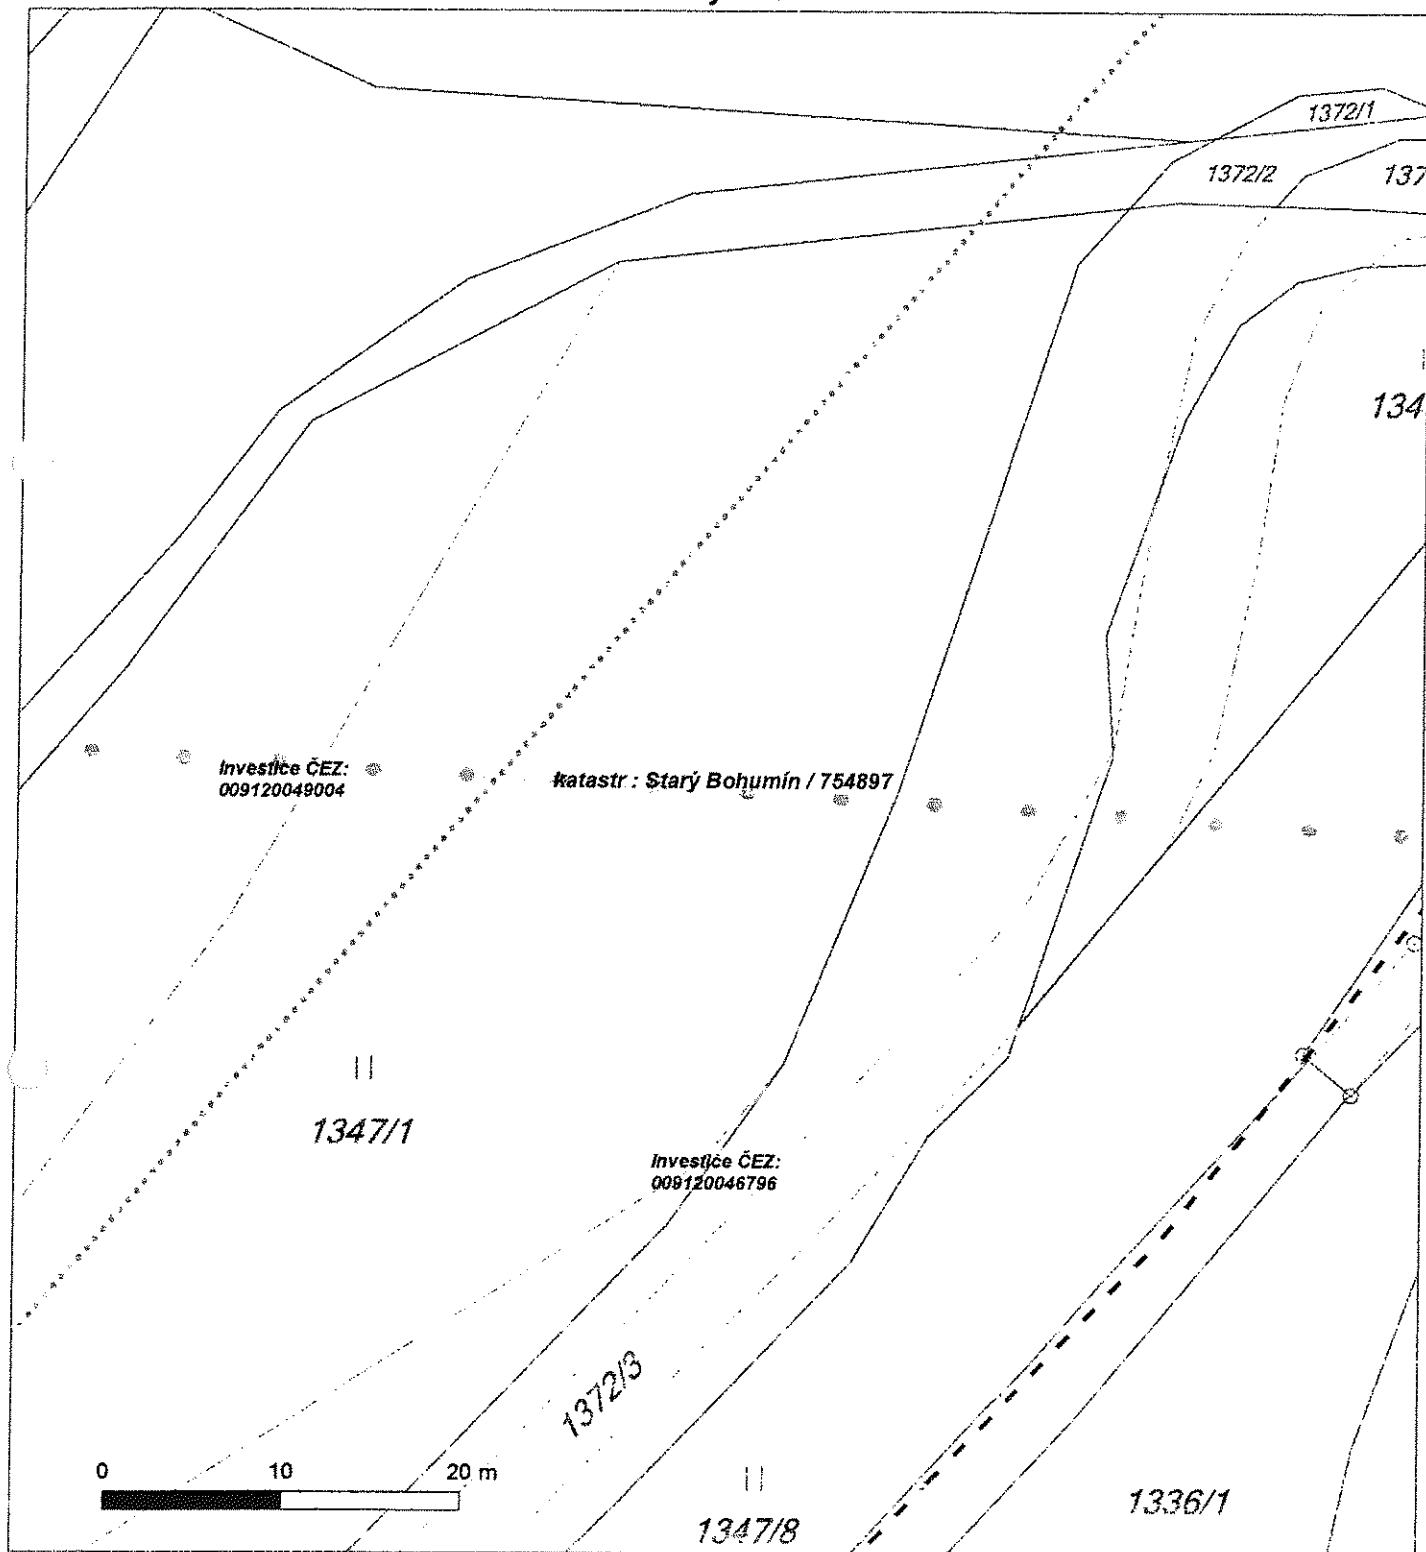 1372/1
1372/2
137
134
Investice ČEZ:
009120049004
katastr : Starý Bohumín / 754897
1347/1
Investice ČEZ:
009120046796
1372/3
0 10 20 m
1336/1
1347/8